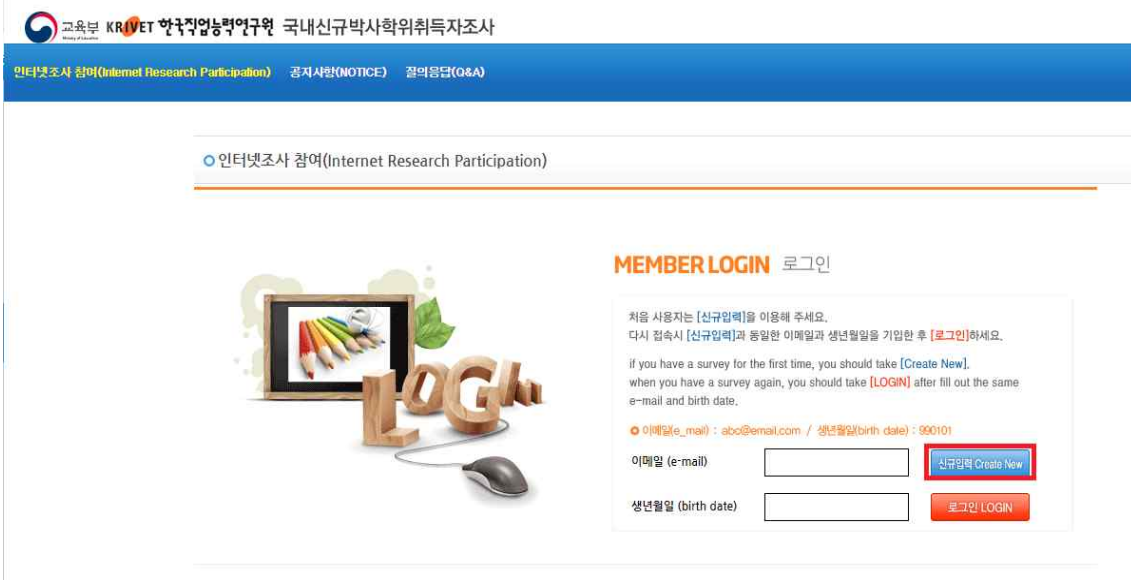 교육부 KRIVET 한국직업능력연구원 국내신규박사학위취득자조사
Ministry of Education
인터넷조사 참여(Internet Research Participation) 공지사항(NOTICE) 질의응답(Q&A)
인터넷조사 참여(Internet Research Participation)
MEMBER LOGIN 로그인
처음 사용자는 [신규입력]을 이용해 주세요.
다시 접속시 [신규입력]과 동일한 이메일과 생년월일을 기입한 후 [로그인]하세요.
if you have a survey for the first time, you should take [Create New].
when you have a survey again, you should take [LOGIN] after fill out the same
e-mail and birth date.
이메일(e_mail) : abc@email.com / 생년월일(birth date) : 990101
이메일 (e-mail) 신규입력 Create New
생년월일 (birth date) 로그인 LOGIN
LOGIN